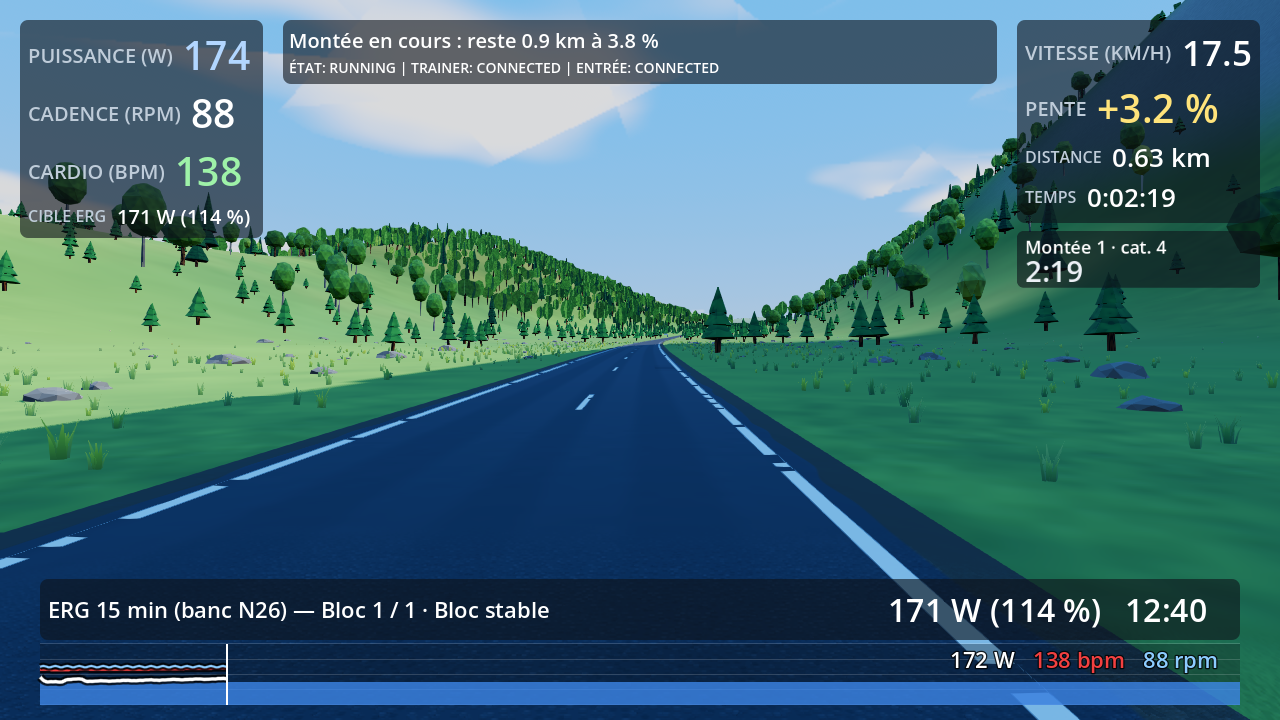 PUISSANCE (W) 174
CADENCE (RPM) 88
CARDIO (BPM) 138
CIBLE ERG 171 W (114 %)
Montée en cours : reste 0.9 km à 3.8 %
ÉTAT: RUNNING | TRAINER: CONNECTED | ENTRÉE: CONNECTED
VITESSE (KM/H) 17.5
PENTE +3.2 %
DISTANCE 0.63 km
TEMPS 0:02:19
Montée 1 · cat. 4
2:19
ERG 15 min (banc N26) — Bloc 1 / 1 · Bloc stable 171 W (114 %) 12:40
172 W 138 bpm 88 rpm